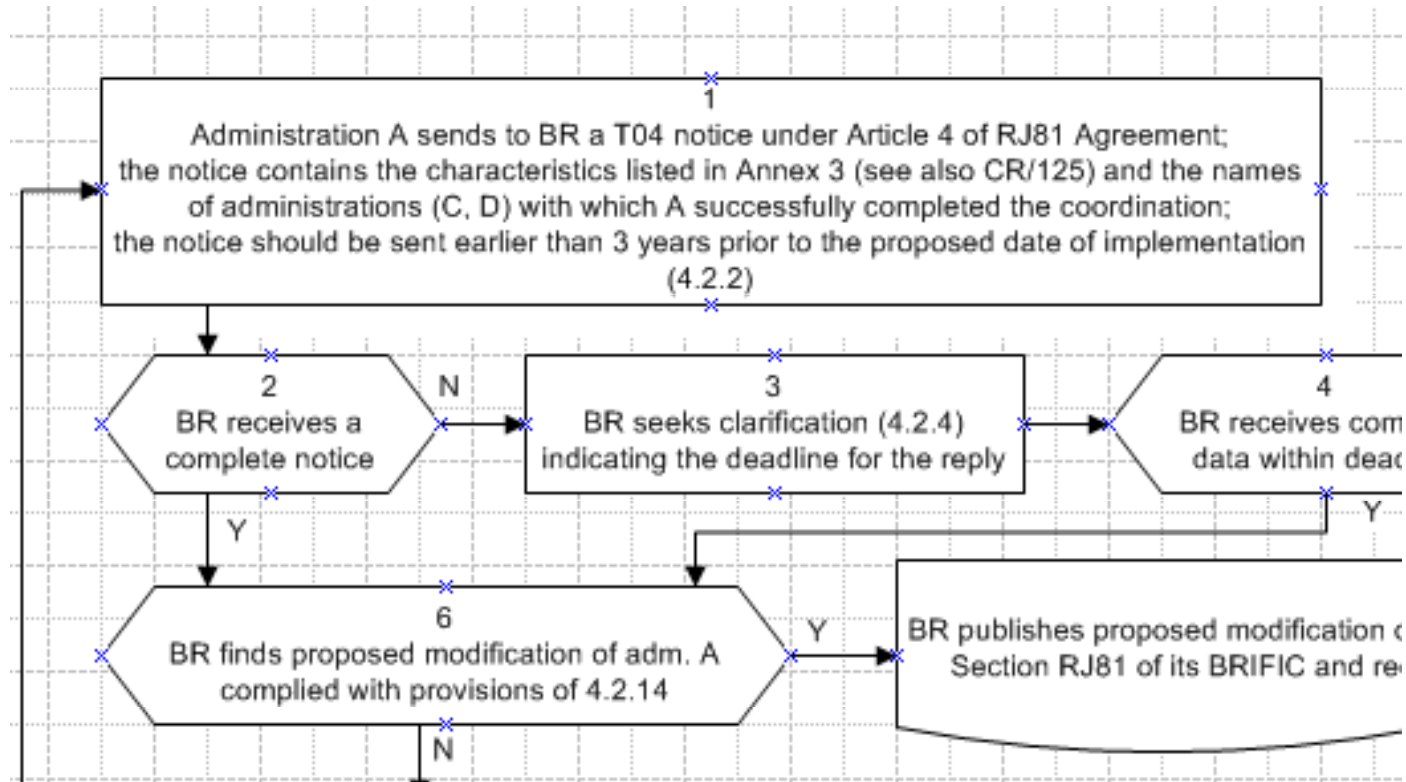 1
Administration A sends to BR a T04 notice under Article 4 of RJ81 Agreement;
the notice contains the characteristics listed in Annex 3 (see also CR/125) and the names
of administrations (C, D) with which A successfully completed the coordination;
the notice should be sent earlier than 3 years prior to the proposed date of implementation
(4.2.2)
2
BR receives a
complete notice
N
3
BR seeks clarification (4.2.4)
indicating the deadline for the reply
4
BR receives com
data within dead
Y
Y
6
BR finds proposed modification of adm. A
complied with provisions of 4.2.14
Y
BR publishes proposed modification
Section RJ81 of its BRIFIC and
N